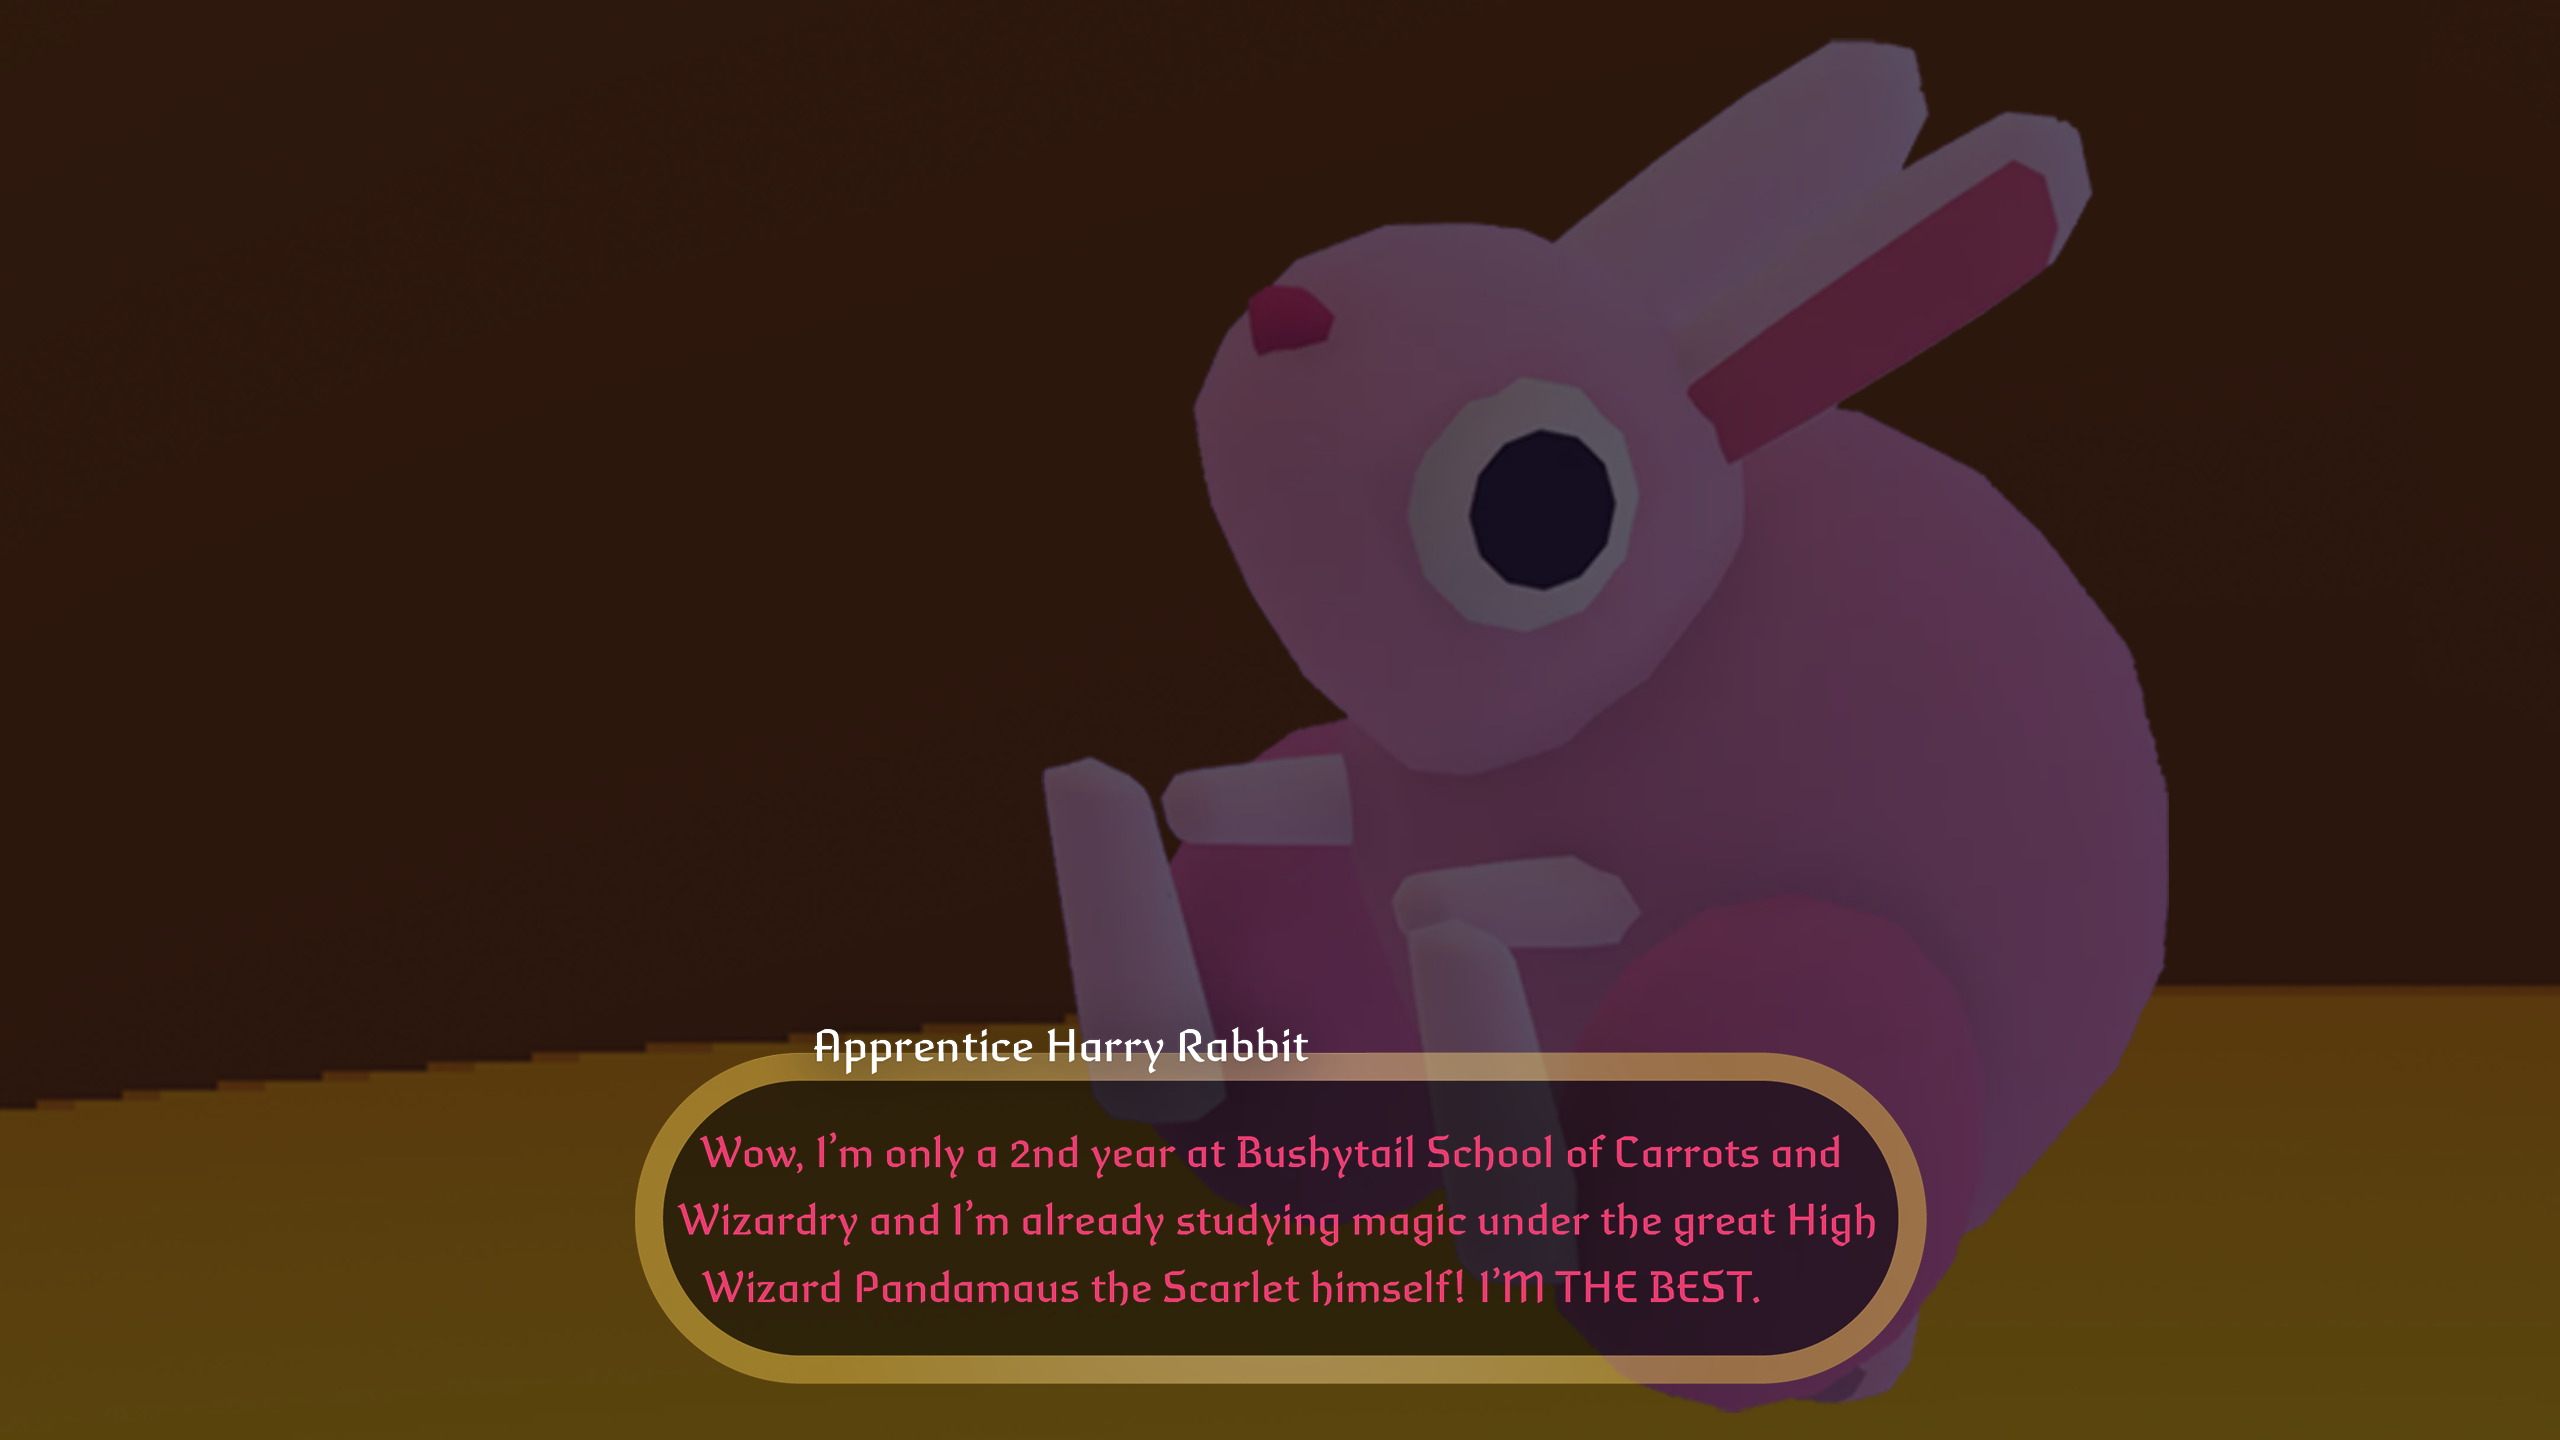 Apprentice Harry Rabbit
Wow, I'm only a 2nd year at Bushytail School of Carrots and
Wizardry and I'm already studying magic under the great High
Wizard Pandamaus the Scarlet himself! I'M THE BEST.